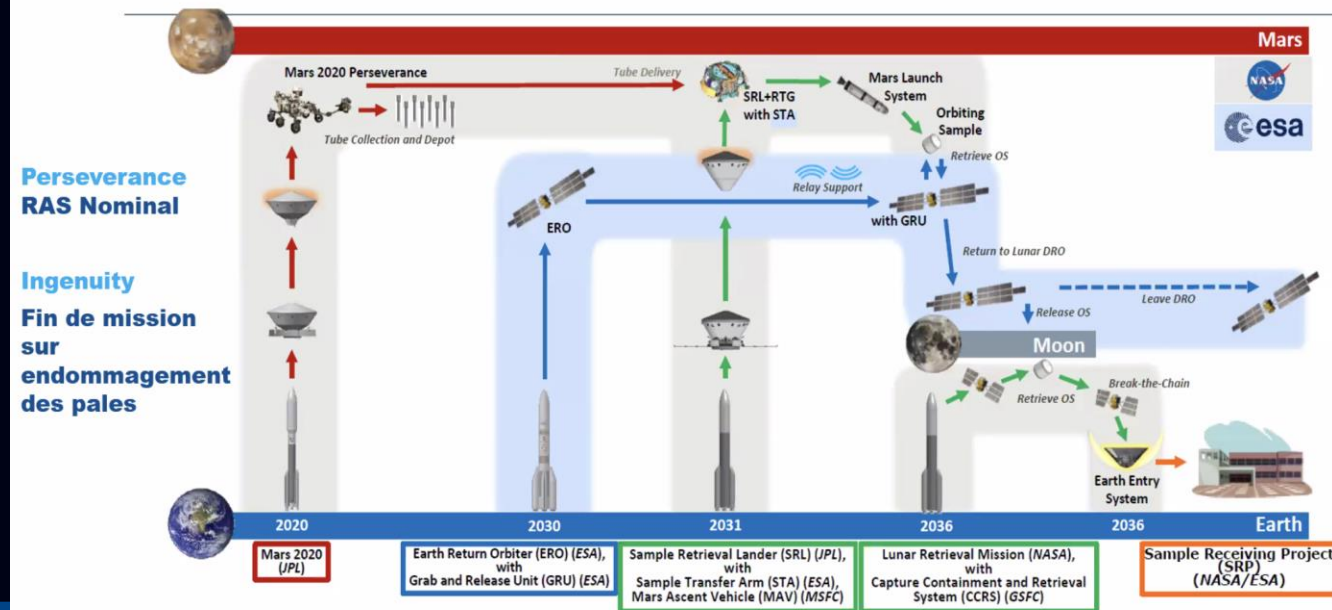 Mars
Mars 2020 Perseverance
Tube Delivery
SRL+RTG
with STA
Mars Launch
System
Orbiting
Sample
NASA
esa
Tube Collection and Depot
Retrieve OS
Perseverance
RAS Nominal
Relay Support
ERO
with GRU
Return to Lunar DRO
Ingenuity
Fin de mission
sur
endommagement
des pales
Leave DRO
Release OS
Moon
Retrieve OS
Break-the-Chain
Earth Entry
System
2020
2030
2031
2036
2036
Earth
Mars 2020
(JPL)
Earth Return Orbiter (ERO) (ESA),
with
Grab and Release Unit (GRU) (ESA)
Sample Retrieval Lander (SRL) (JPL),
with
Sample Transfer Arm (STA) (ESA),
Mars Ascent Vehicle (MAV) (MSFC)
Lunar Retrieval Mission (NASA),
with
Capture Containment and Retrieval
System (CCRS) (GSFC)
Sample Receiving Project
(SRP)
(NASA/ESA)